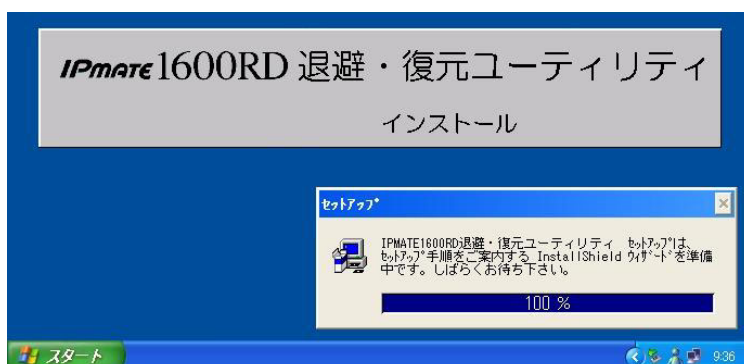 IPMATE1600RD 退避・復元ユーティリティ
インストール
ｾｯﾄｱｯﾌﾟ
IPMATE1600RD退避・復元ユーティリティ ｾｯﾄｱｯﾌﾟは、
ｾｯﾄｱｯﾌﾟ手順をご案内する InstallShield ｳｨｻﾞｰﾄﾞを準備
中です。しばらくお待ち下さい。
100 %
スタート
9:36